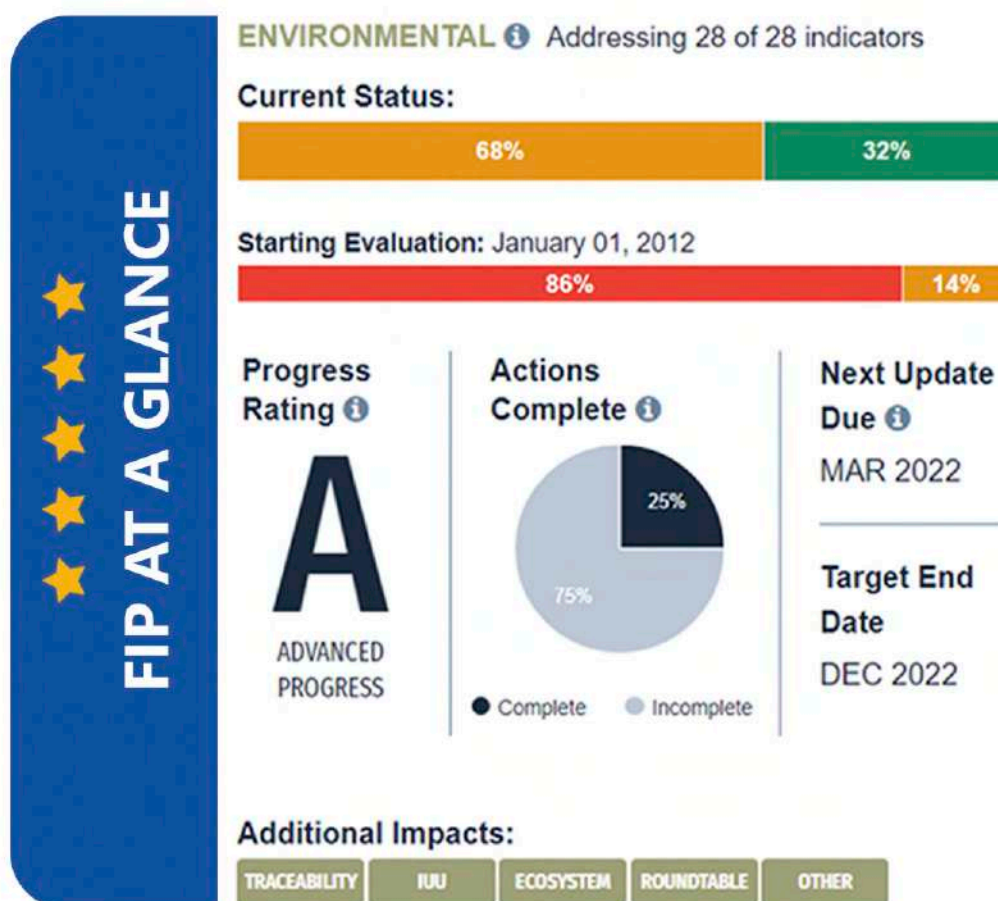 FIP AT A GLANCE
ENVIRONMENTAL i Addressing 28 of 28 indicators
Current Status:
68% 32%
Starting Evaluation: January 01, 2012
86% 14%
Progress
Rating i
A
ADVANCED
PROGRESS
Actions
Complete i
25%
75%
Complete Incomplete
Next Update
Due i
MAR 2022
Target End
Date
DEC 2022
Additional Impacts:
TRACEABILITY IUU ECOSYSTEM ROUNDTABLE OTHER